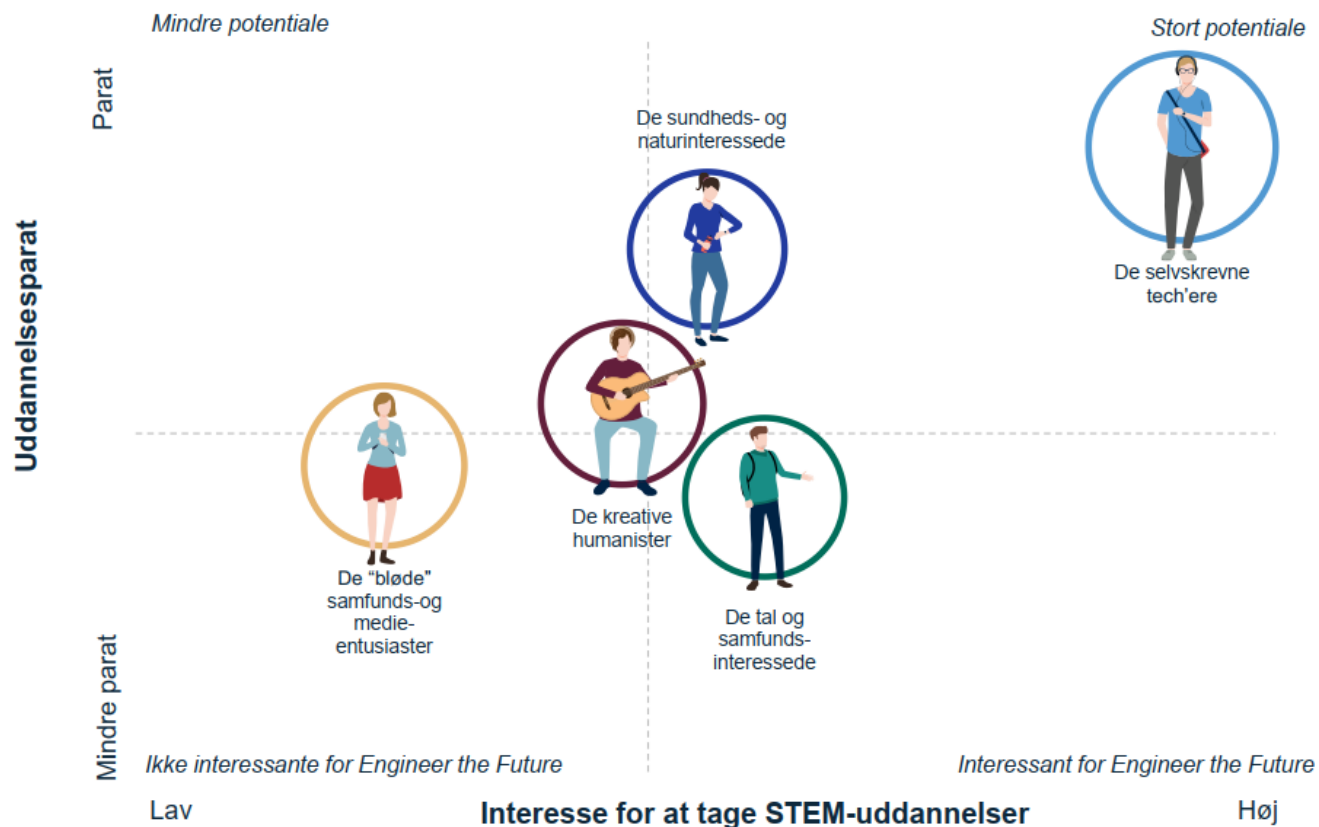 Mindre potentiale
Stort potentiale
Parat
De sundheds- og
naturinteressede
De selvskrevne
tech'ere
Uddannelsesparat
De kreative
humanister
De “bløde"
samfunds-og
medie-
entusiaster
De tal og
samfunds-
interessede
Mindre parat
Ikke interessante for Engineer the Future
Interessant for Engineer the Future
Lav
Interesse for at tage STEM-uddannelser
Høj